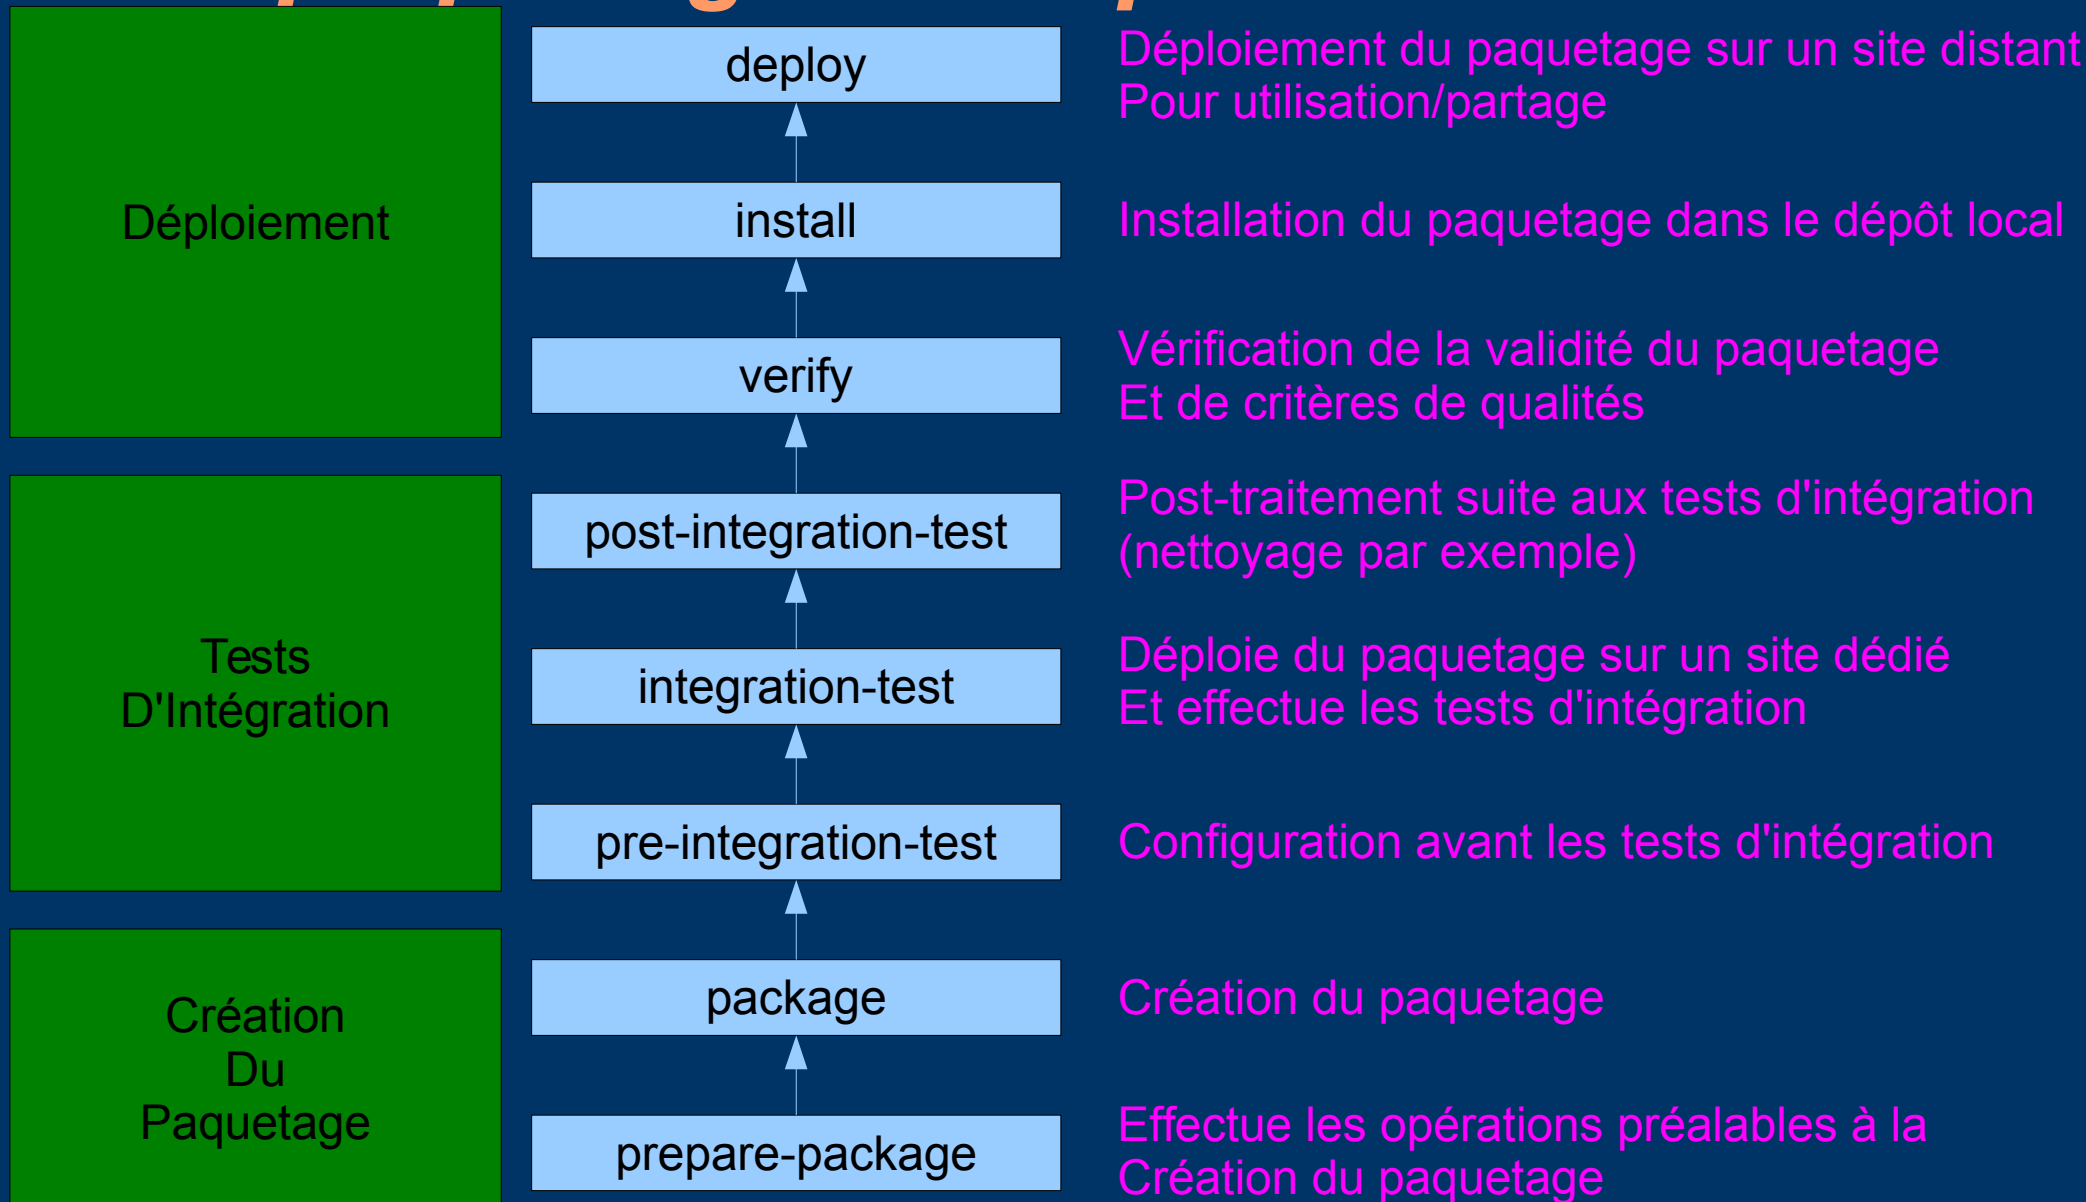 Déploiement
deploy
Déploiement du paquetage sur un site distant
Pour utilisation/partage
install
Installation du paquetage dans le dépôt local
verify
Vérification de la validité du paquetage
Et de critères de qualités
Tests
D'Intégration
post-integration-test
Post-traitement suite aux tests d'intégration
(nettoyage par exemple)
integration-test
Déploie du paquetage sur un site dédié
Et effectue les tests d'intégration
pre-integration-test
Configuration avant les tests d'intégration
Création
Du
Paquetage
package
Création du paquetage
prepare-package
Effectue les opérations préalables à la
Création du paquetage